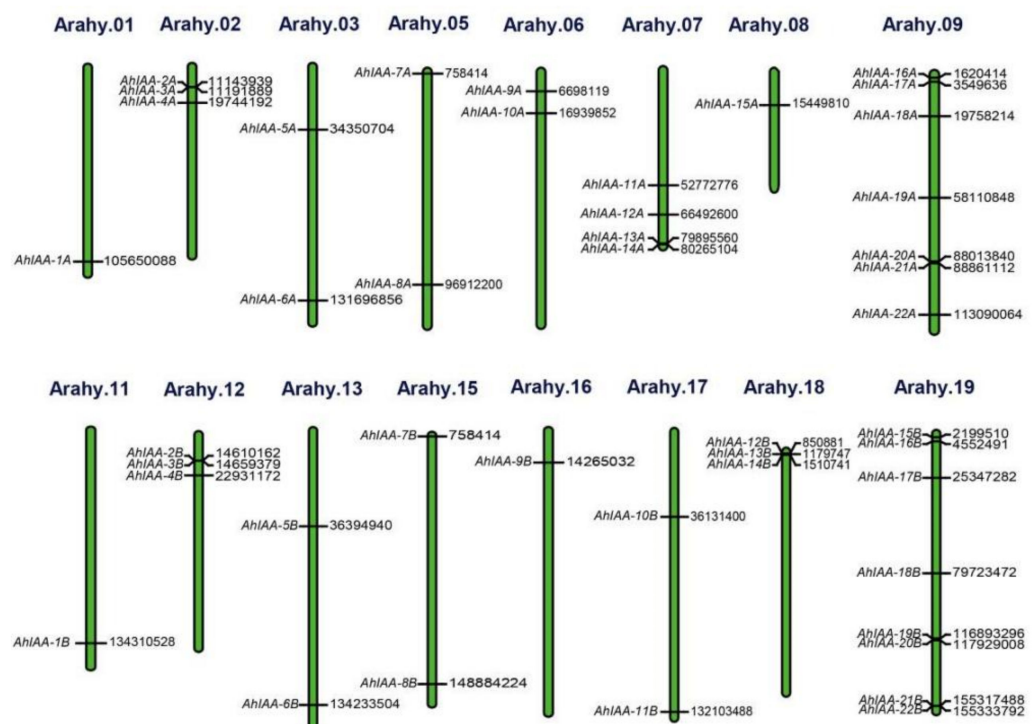 Arahy.01 Arahy.02 Arahy.03 Arahy.05 Arahy.06 Arahy.07 Arahy.08 Arahy.09
AhIAA-1A 105650088
AhIAA-2A 11143939
AhIAA-3A 11191889
AhIAA-4A 19744192
AhIAA-5A 34350704
AhIAA-6A 131696856
AhIAA-7A 758414
AhIAA-8A 96912200
AhIAA-9A 6698119
AhIAA-10A 16939852
AhIAA-11A 52772776
AhIAA-12A 66492600
AhIAA-13A 79895560
AhIAA-14A 80265104
AhIAA-15A 15449810
AhIAA-16A 1620414
AhIAA-17A 3549636
AhIAA-18A 19758214
AhIAA-19A 58110848
AhIAA-20A 88013840
AhIAA-21A 88861112
AhIAA-22A 113090064
Arahy.11 Arahy.12 Arahy.13 Arahy.15 Arahy.16 Arahy.17 Arahy.18 Arahy.19
AhIAA-1B 134310528
AhIAA-2B 14610162
AhIAA-3B 14659379
AhIAA-4B 22931172
AhIAA-5B 36394940
AhIAA-6B 134233504
AhIAA-7B 758414
AhIAA-8B 148884224
AhIAA-9B 14265032
AhIAA-10B 36131400
AhIAA-11B 132103488
AhIAA-12B 850881
AhIAA-13B 1179747
AhIAA-14B 1510741
AhIAA-15B 2199510
AhIAA-16B 4552491
AhIAA-17B 25347282
AhIAA-18B 79723472
AhIAA-19B 116893296
AhIAA-20B 117929008
AhIAA-21B 155317488
AhIAA-22B 155333792